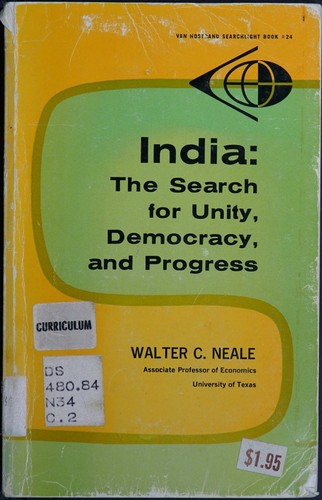 VAN NOSTRAND SEARCHLIGHT BOOK #24
India:
The Search
for Unity,
Democracy,
and Progress
CURRICULUM
WALTER C. NEALE
Associate Professor of Economics
University of Texas
DS
480.84
N34
C.2
$1.95